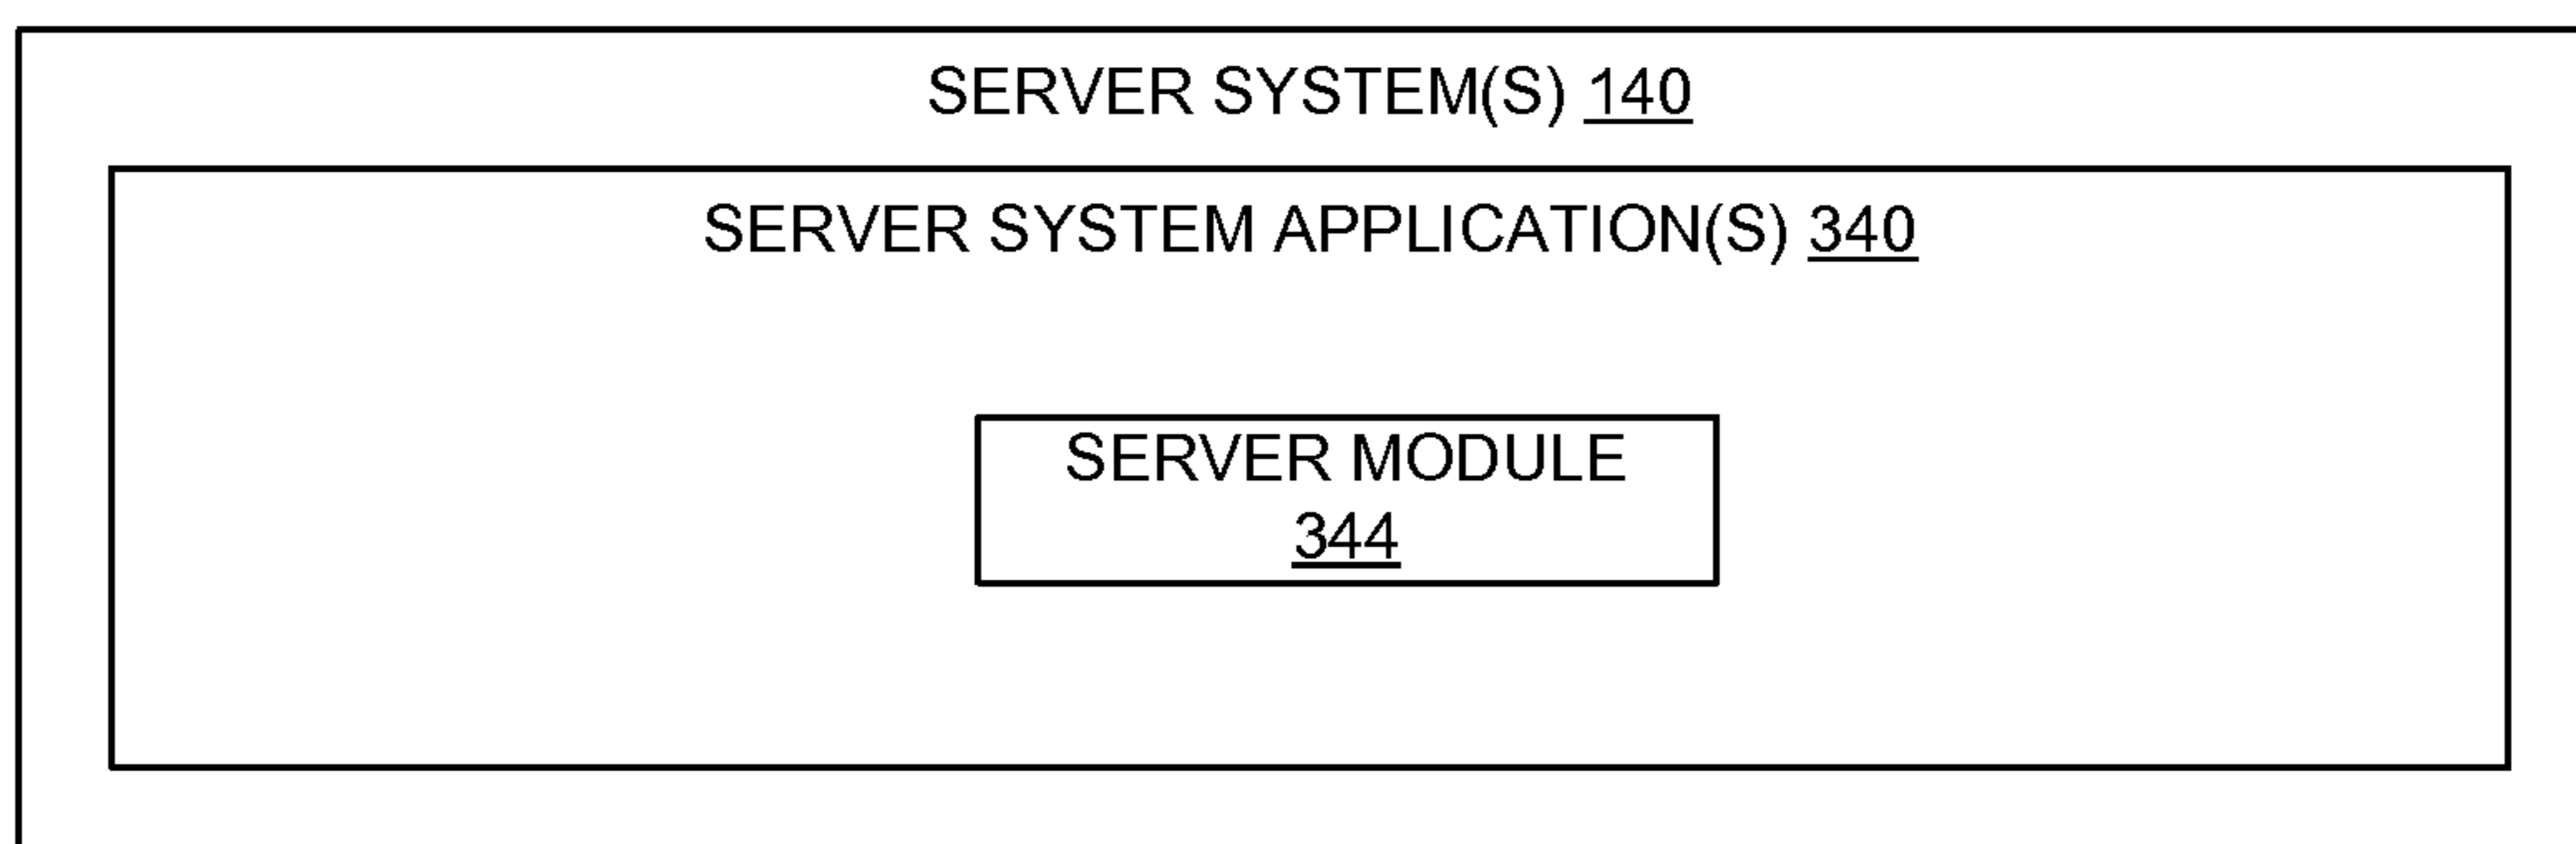 SERVER SYSTEM(S) 140
SERVER SYSTEM APPLICATION(S) 340
SERVER MODULE
344